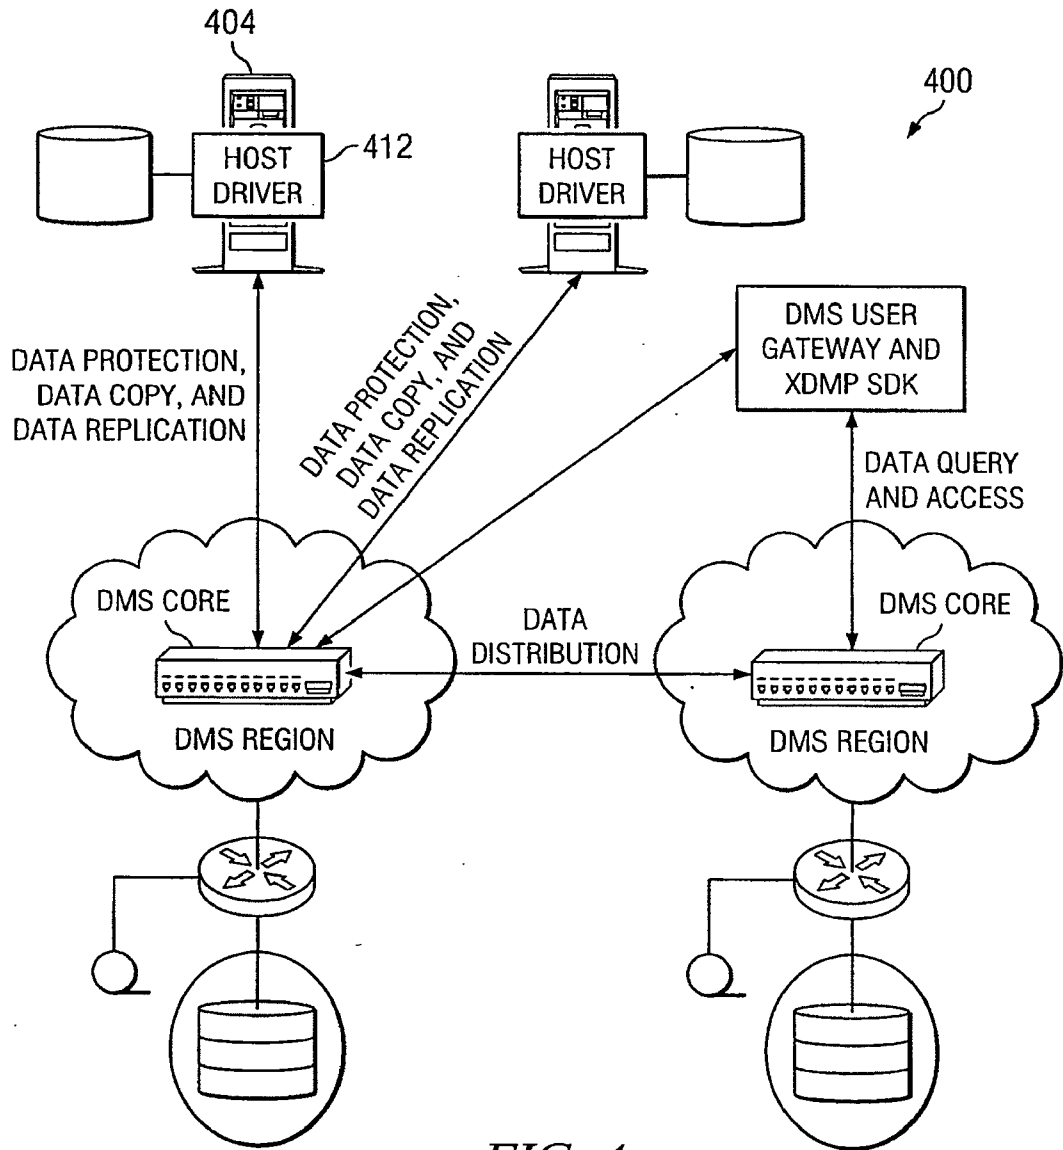 404
400
HOST
DRIVER
412
HOST
DRIVER
DATA PROTECTION,
DATA COPY, AND
DATA REPLICATION
DATA PROTECTION,
DATA COPY, AND
DATA REPLICATION
DMS USER
GATEWAY AND
XDMP SDK
DATA QUERY
AND ACCESS
DMS CORE
DATA
DISTRIBUTION
DMS CORE
DMS REGION
DMS REGION